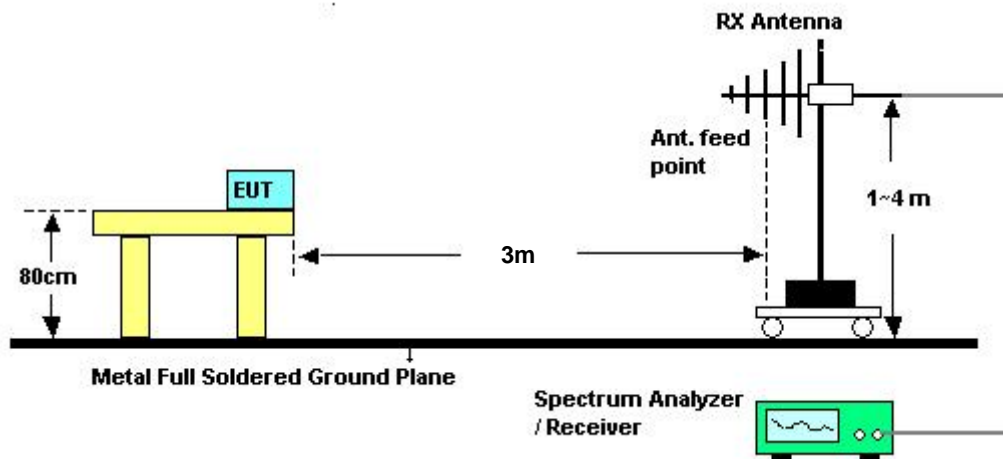 RX Antenna
Ant. feed
point
EUT
1~4 m
3m
80cm
Metal Full Soldered Ground Plane
Spectrum Analyzer
/ Receiver